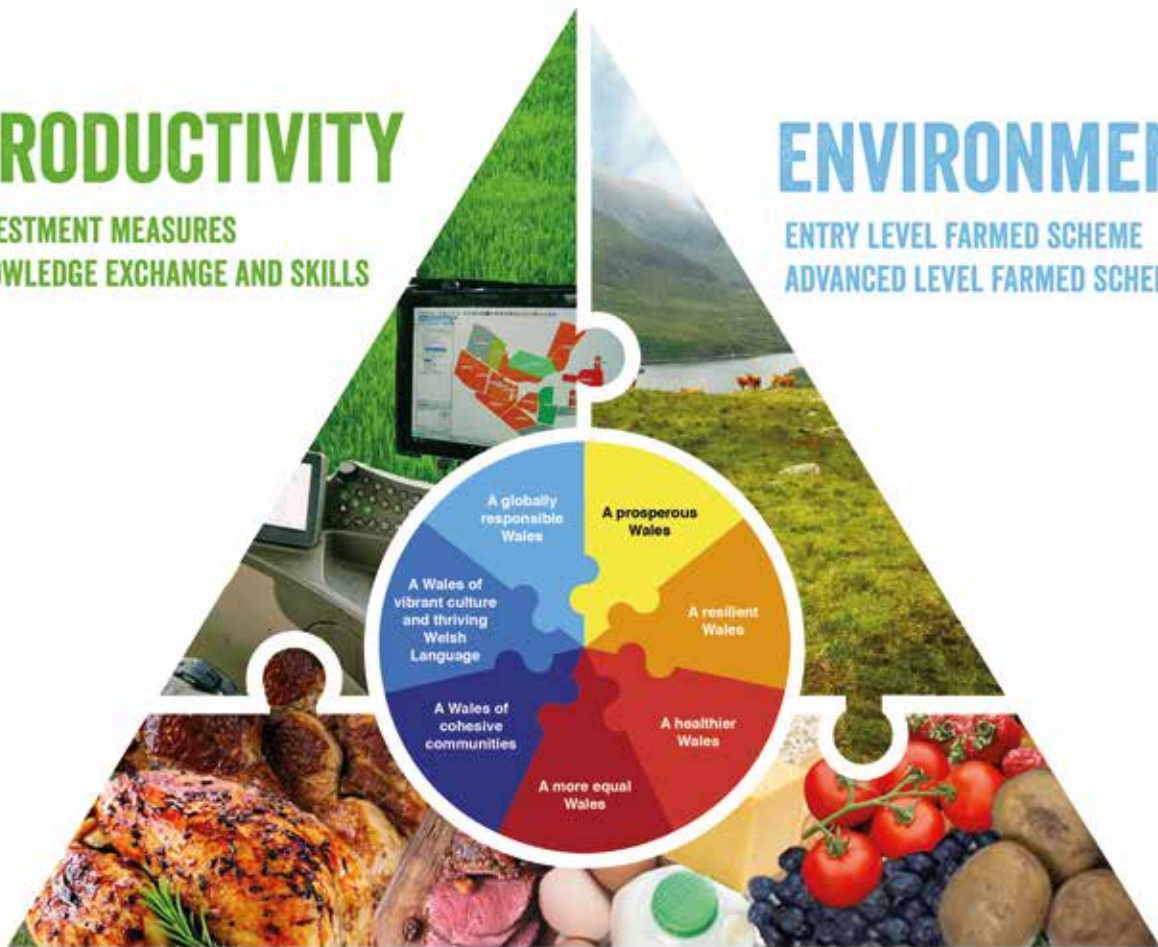 RODUCTIVITY
ESTMENT MEASURES
OWLEDGE EXCHANGE AND SKILLS
ENVIRONMEN
ENTRY LEVEL FARMED SCHEME
ADVANCED LEVEL FARMED SCHEM
A globally
responsible
Wales
A prosperous
Wales
A resilient
Wales
A healthier
Wales
A more equal
Wales
A Wales of
cohesive
communities
A Wales of
vibrant culture
and thriving
Welsh
Language